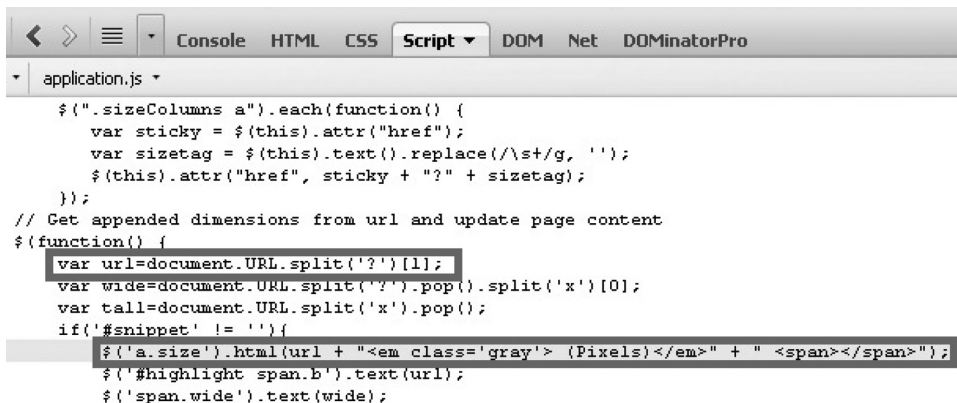 Console HTML CSS Script DOM Net DOMinatorPro
application.js
$(".sizeColumns a").each(function() {
var sticky = $(this).attr("href");
var sizetag = $(this).text().replace(/\s+/g, '');
$(this).attr("href", sticky + "?" + sizetag);
});
// Get appended dimensions from url and update page content
$(function() {
var url=document.URL.split('?')[1];
var wide=document.URL.split('?').pop().split('x')[0];
var tall=document.URL.split('x').pop();
if('#snippet' != ''){
$('a.size').html(url + "<em class='gray'> (Pixels)</em>" + " <span></span>");
$('#highlight span.b').text(url);
$('span.wide').text(wide);